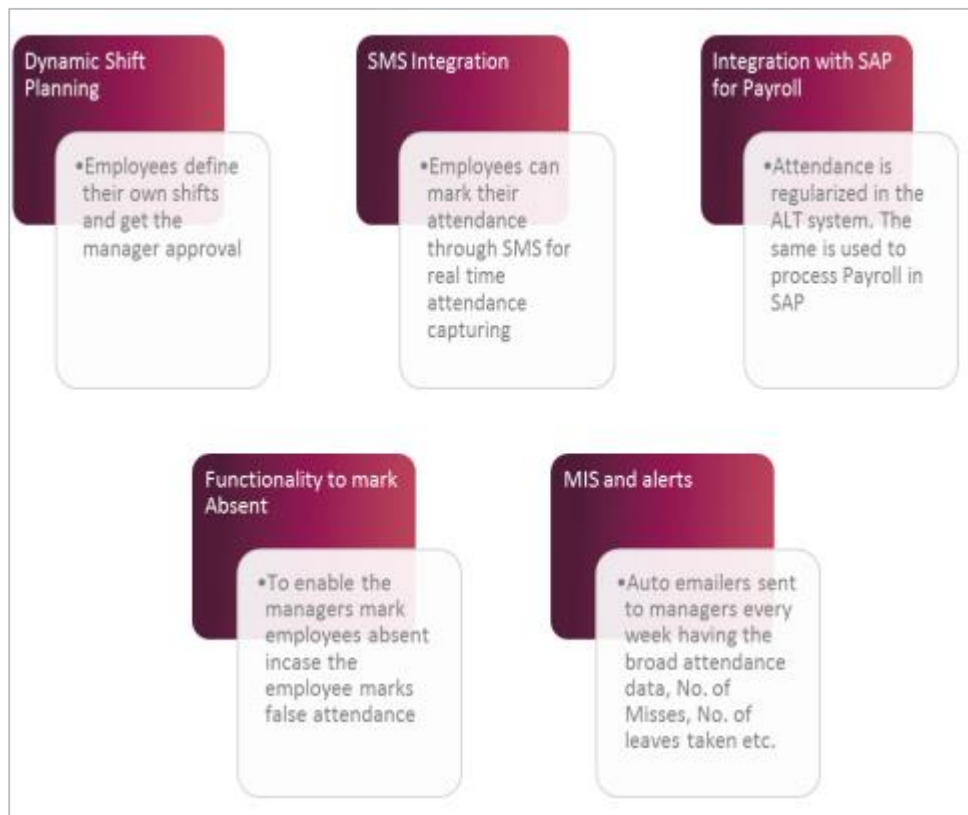 Dynamic Shift
Planning
•Employees define
their own shifts
and get the
manager approval
SMS Integration
•Employees can
mark their
attendance
through SMS for
real time
attendance
capturing
Integration with SAP
for Payroll
•Attendance is
regularized in the
ALT system. The
same is used to
process Payroll in
SAP
Functionality to mark
Absent
•To enable the
managers mark
employees absent
incase the
employee marks
false attendance
MIS and alerts
•Auto emailers sent
to managers every
week having the
broad attendance
data, No. of
Misses, No. of
leaves taken etc.